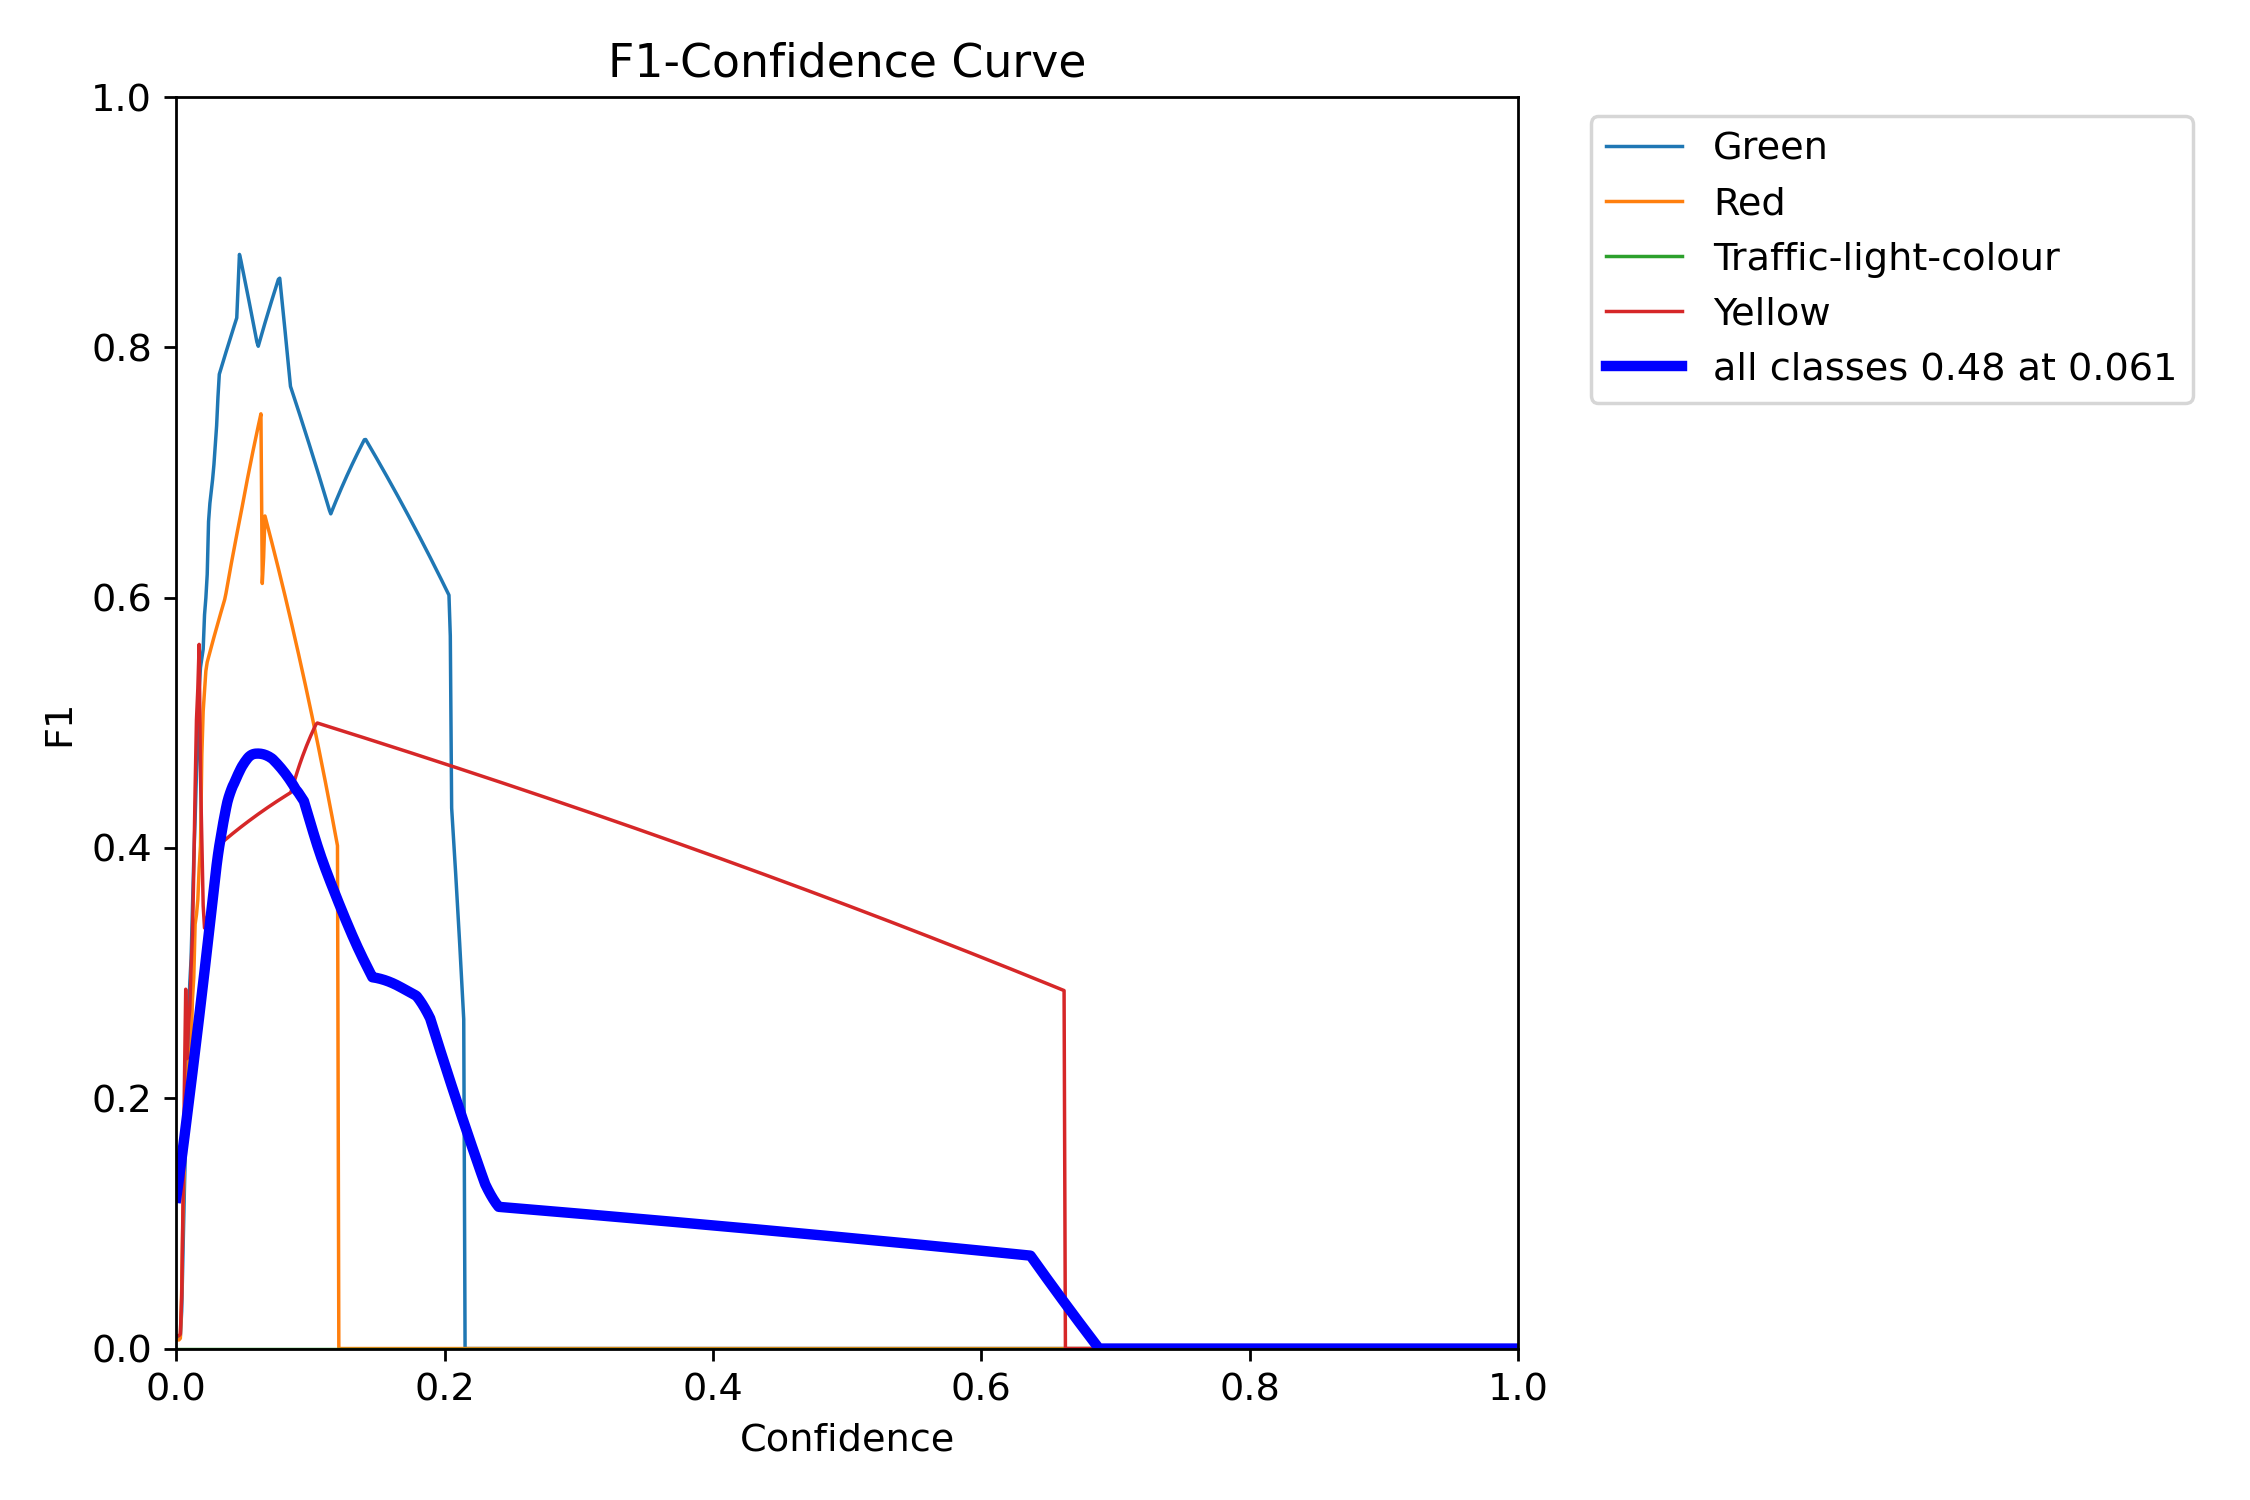 F1-Confidence Curve
1.0
0.8
0.6
0.4
0.2
0.0
F1
0.0 0.2 0.4 0.6 0.8 1.0
Confidence
Green
Red
Traffic-light-colour
Yellow
all classes 0.48 at 0.061